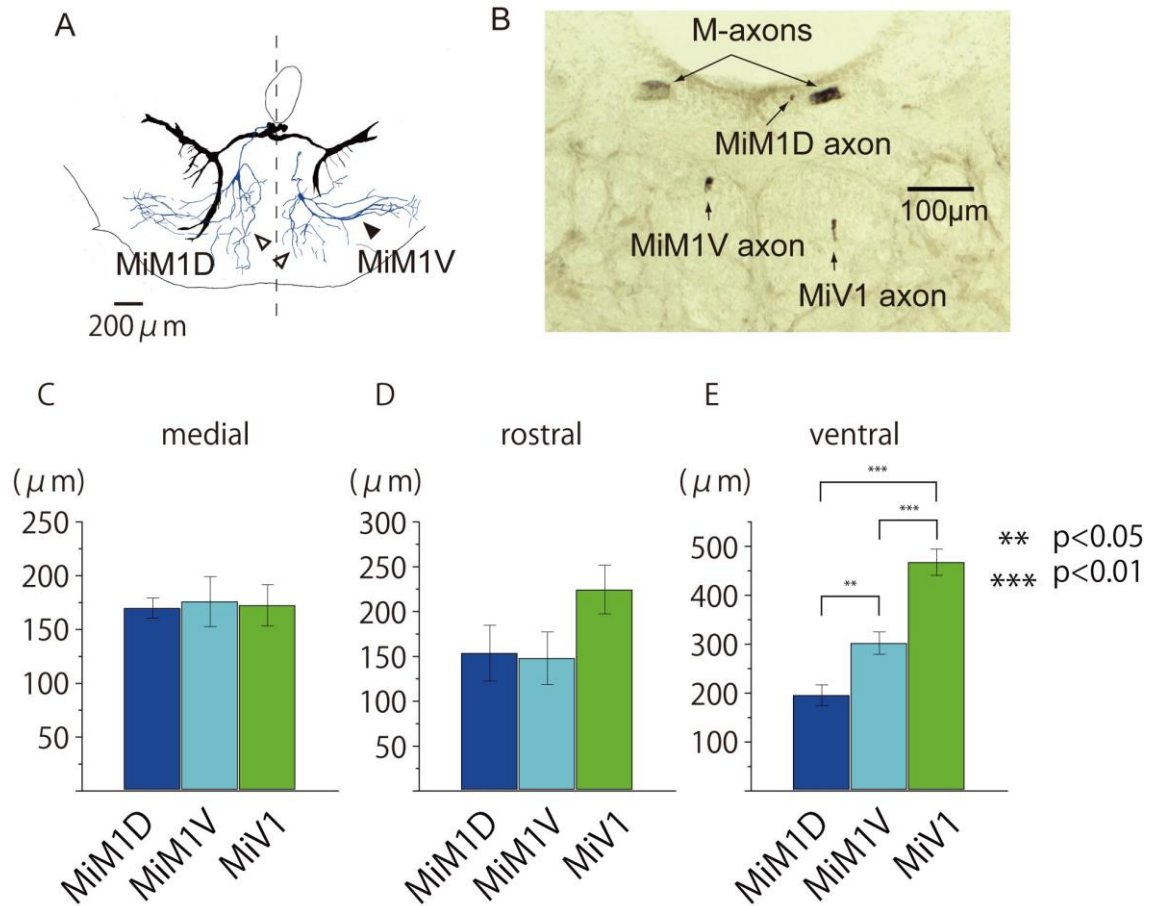 A
MiM1D
MiM1V
200 μm
B
M-axons
MiM1D axon
100μm
MiM1V axon
MiV1 axon
C
medial
(μm)
250
200
150
100
50
MiM1D
MiM1V
MiV1
D
rostral
300
250
200
150
100
50
MiM1D
MiM1V
MiV1
E
ventral
(μm)
500
400
300
200
100
***
***
**
MiM1D
MiM1V
MiV1
** p<0.05
*** p<0.01